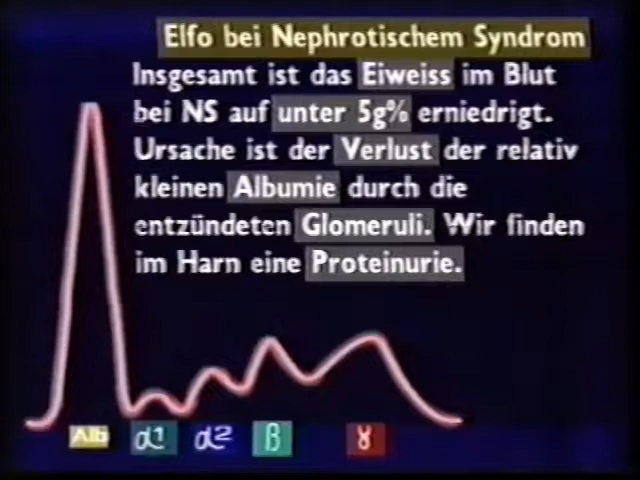 Elfo bei Nephrotischem Syndrom
Insgesamt ist das Eiweiss im Blut
bei NS auf unter 5g% erniedrigt.
Ursache ist der Verlust der relativ
kleinen Albumie durch die
entzündeten Glomeruli. Wir finden
im Harn eine Proteinurie.
Alb α1 α2 β γ